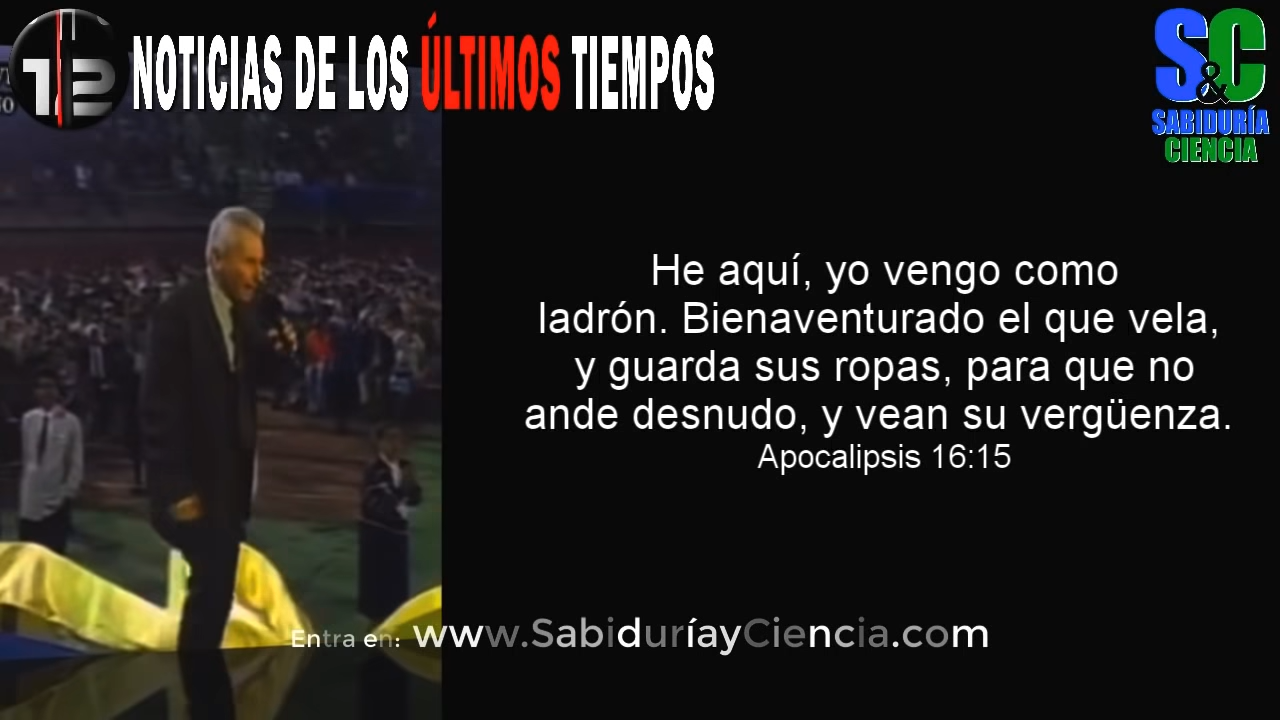 12 NOTICIAS DE LOS ÚLTIMOS TIEMPOS
S&C
SABIDURÍA
CIENCIA
He aquí, yo vengo como
ladrón. Bienaventurado el que vela,
y guarda sus ropas, para que no
ande desnudo, y vean su vergüenza.
Apocalipsis 16:15
Entra en: www.SabiduríayCiencia.com